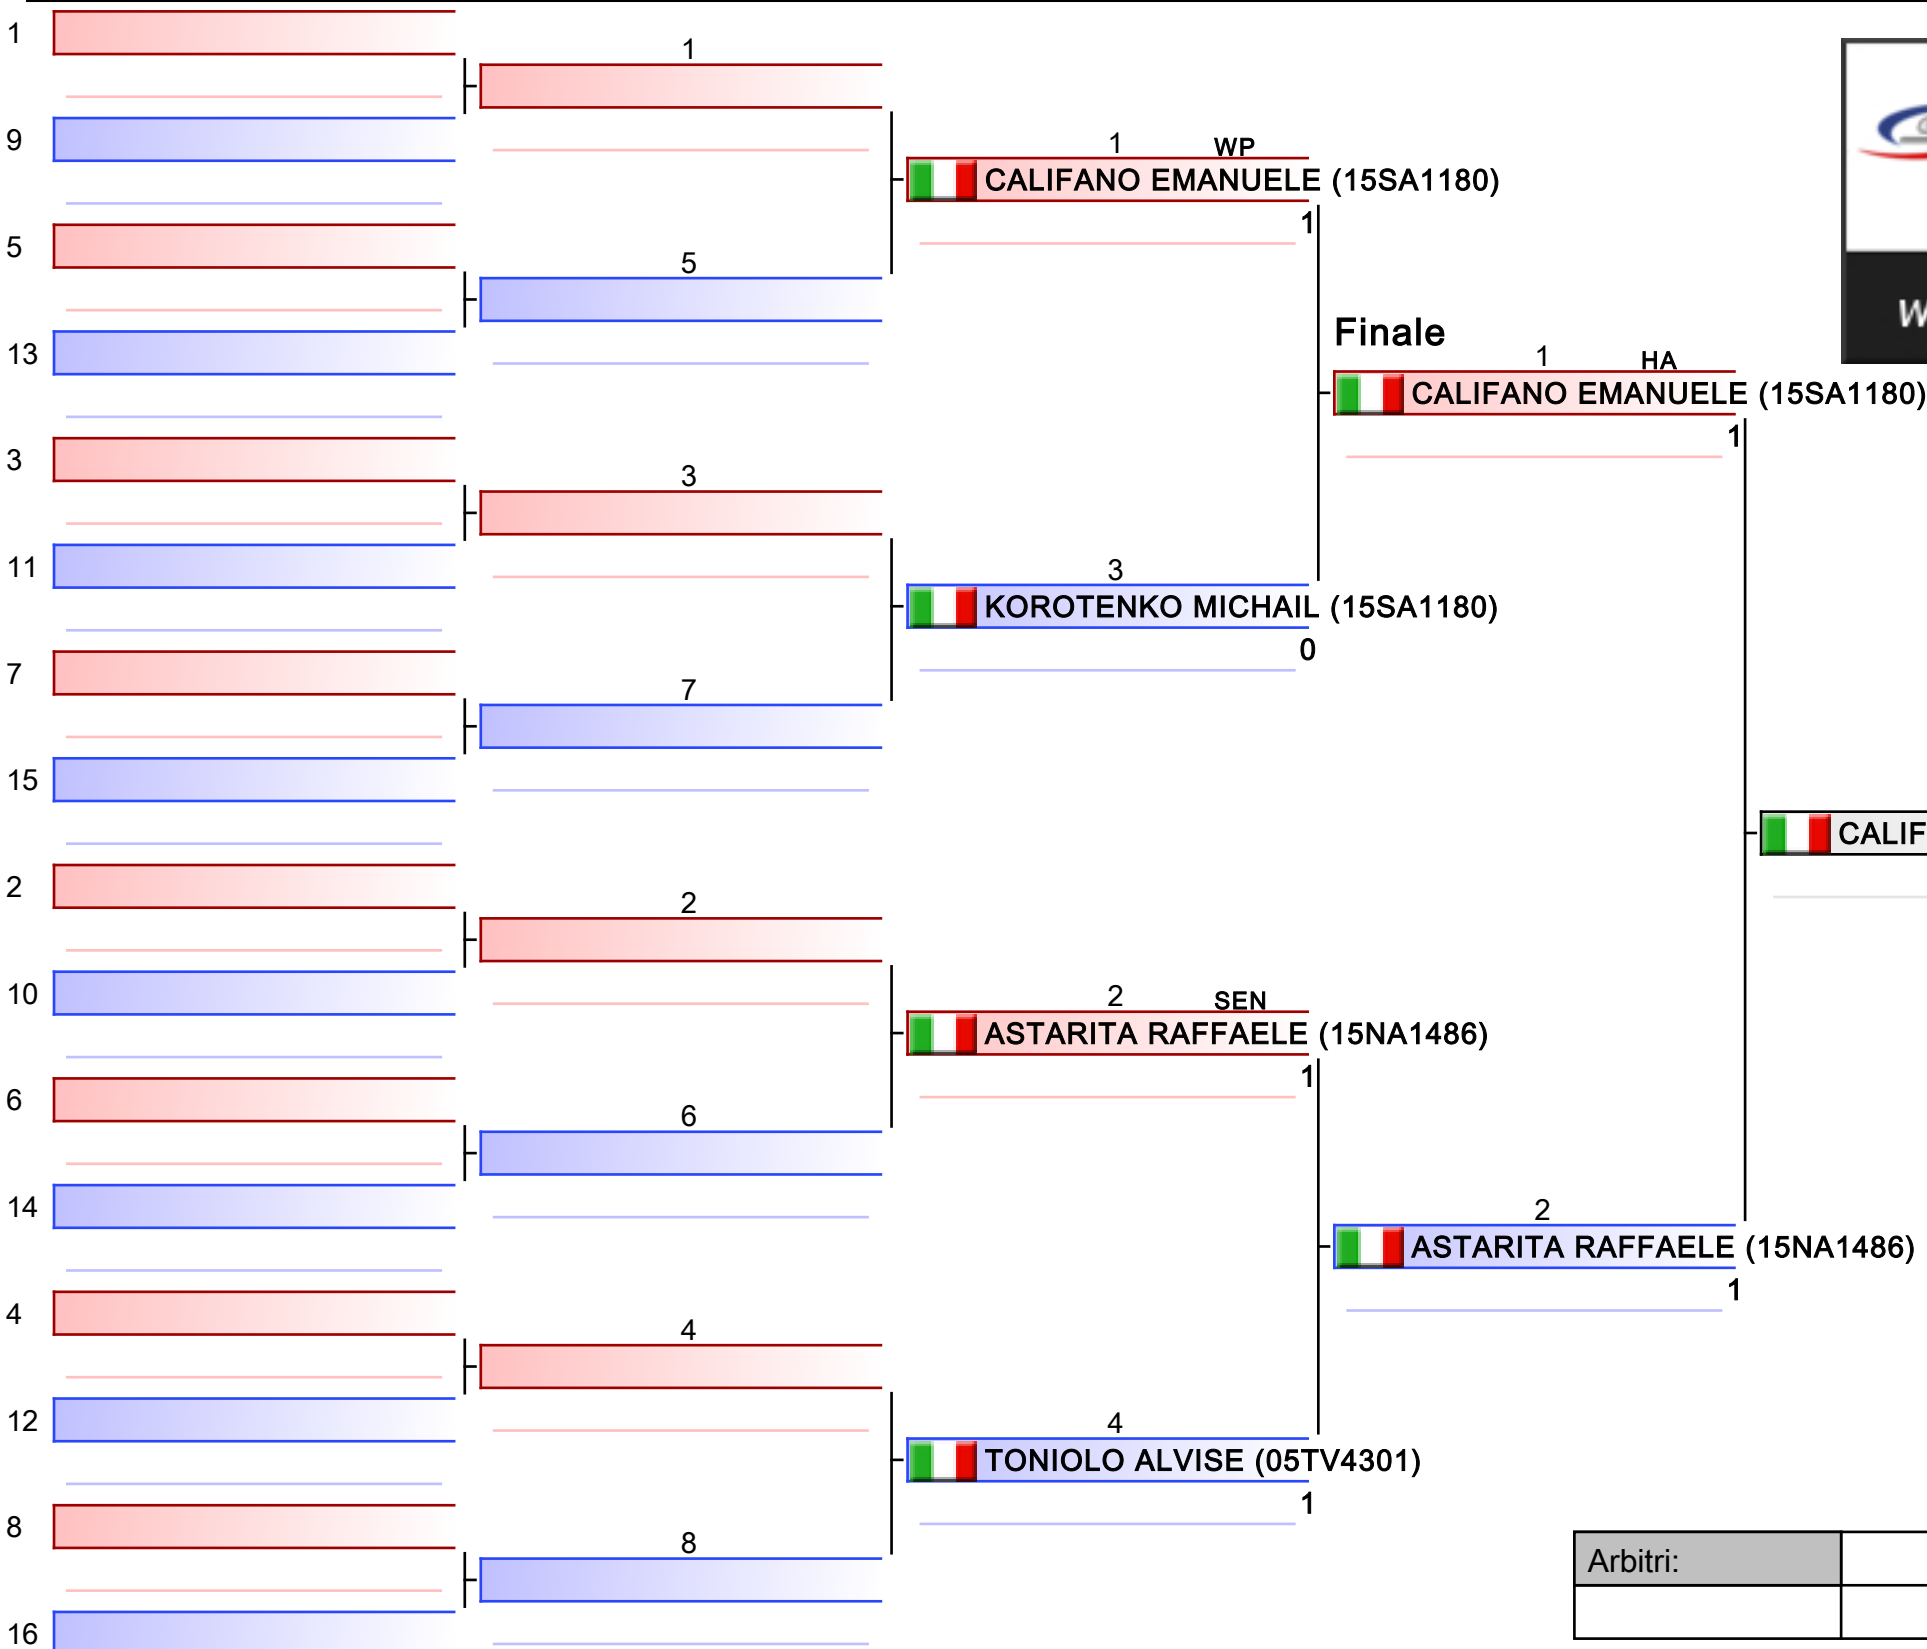 1
9
5
13
3
11
7
15
2
10
6
14
4
12
8
16
1
5
3
7
2
6
4
8
1 WP
CALIFANO EMANUELE (15SA1180)
1
3
KOROTENKO MICHAIL (15SA1180)
0
2 SEN
ASTARITA RAFFAELE (15NA1486)
1
4
TONIOLO ALVISE (05TV4301)
1
Finale
1 HA
CALIFANO EMANUELE (15SA1180)
1
2
ASTARITA RAFFAELE (15NA1486)
1
CALIF
Arbitri: